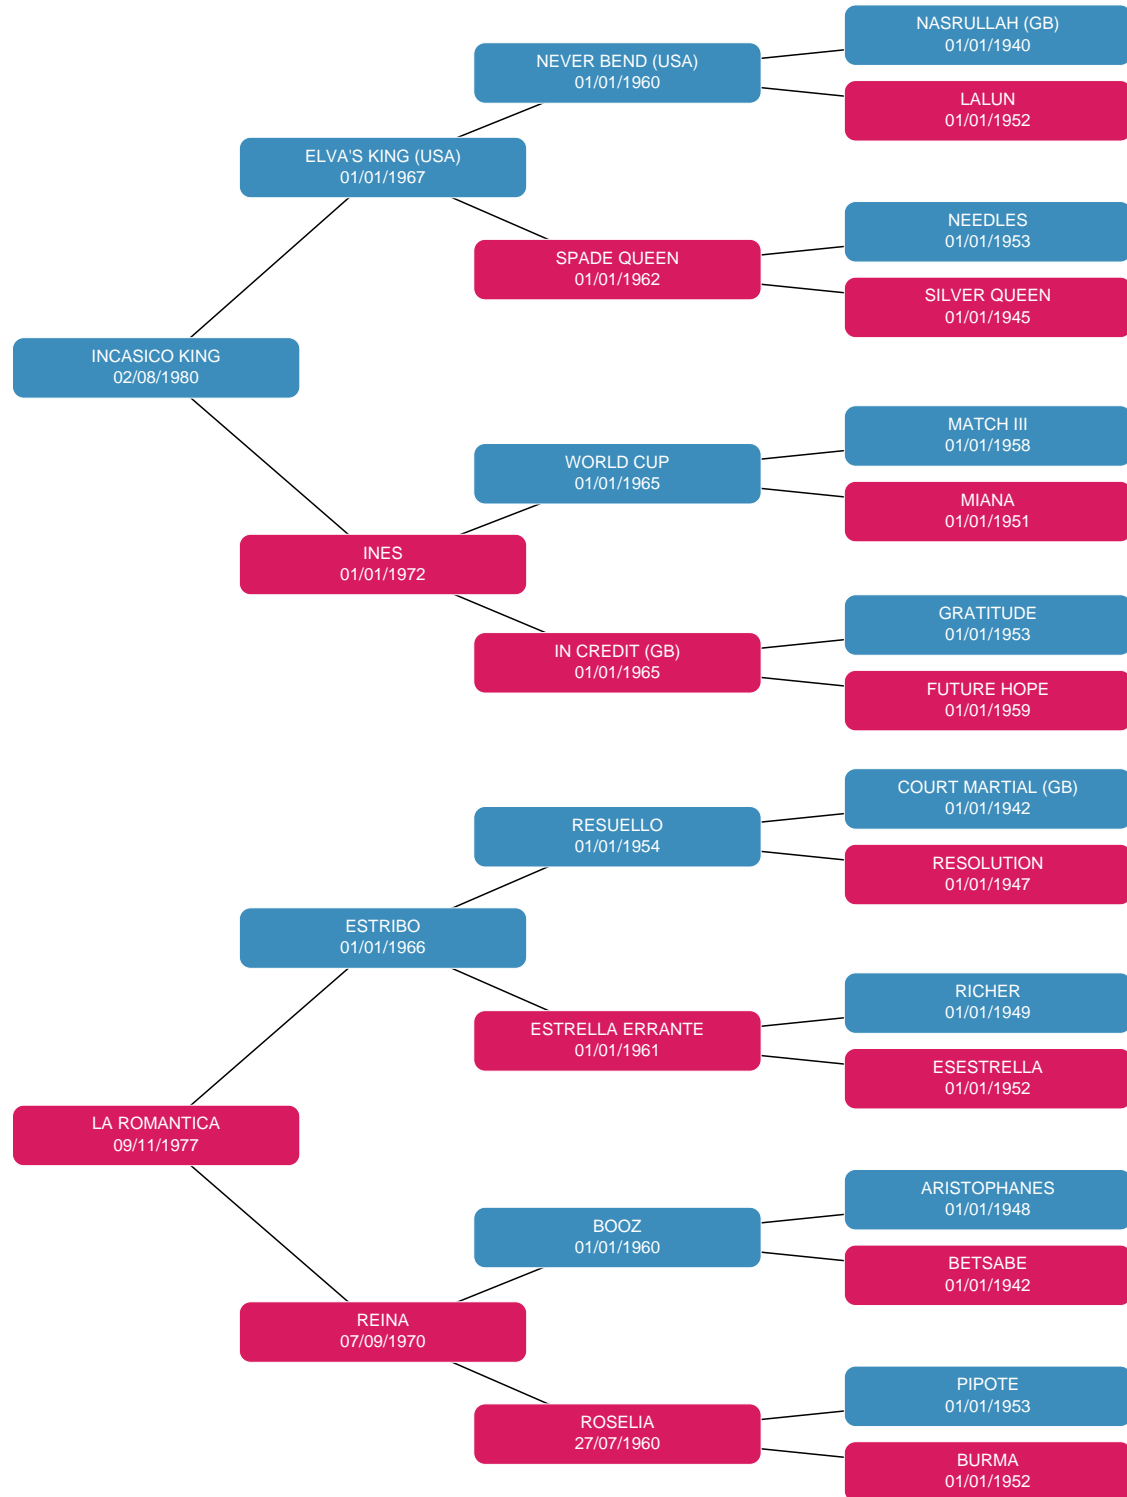 NASRULLAH (GB)
01/01/1940
NEVER BEND (USA)
01/01/1960
LALUN
01/01/1952
ELVA'S KING (USA)
01/01/1967
NEEDLES
01/01/1953
SPADE QUEEN
01/01/1962
SILVER QUEEN
01/01/1945
INCASICO KING
02/08/1980
MATCH III
01/01/1958
WORLD CUP
01/01/1965
MIANA
01/01/1951
INES
01/01/1972
GRATITUDE
01/01/1953
IN CREDIT (GB)
01/01/1965
FUTURE HOPE
01/01/1959
COURT MARTIAL (GB)
01/01/1942
RESUELLO
01/01/1954
RESOLUTION
01/01/1947
ESTRIBO
01/01/1966
RICHER
01/01/1949
ESTRELLA ERRANTE
01/01/1961
ESESTRELLA
01/01/1952
LA ROMANTICA
09/11/1977
ARISTOPHANES
01/01/1948
BOOZ
01/01/1960
BETSABE
01/01/1942
REINA
07/09/1970
PIPOTE
01/01/1953
ROSELIA
27/07/1960
BURMA
01/01/1952